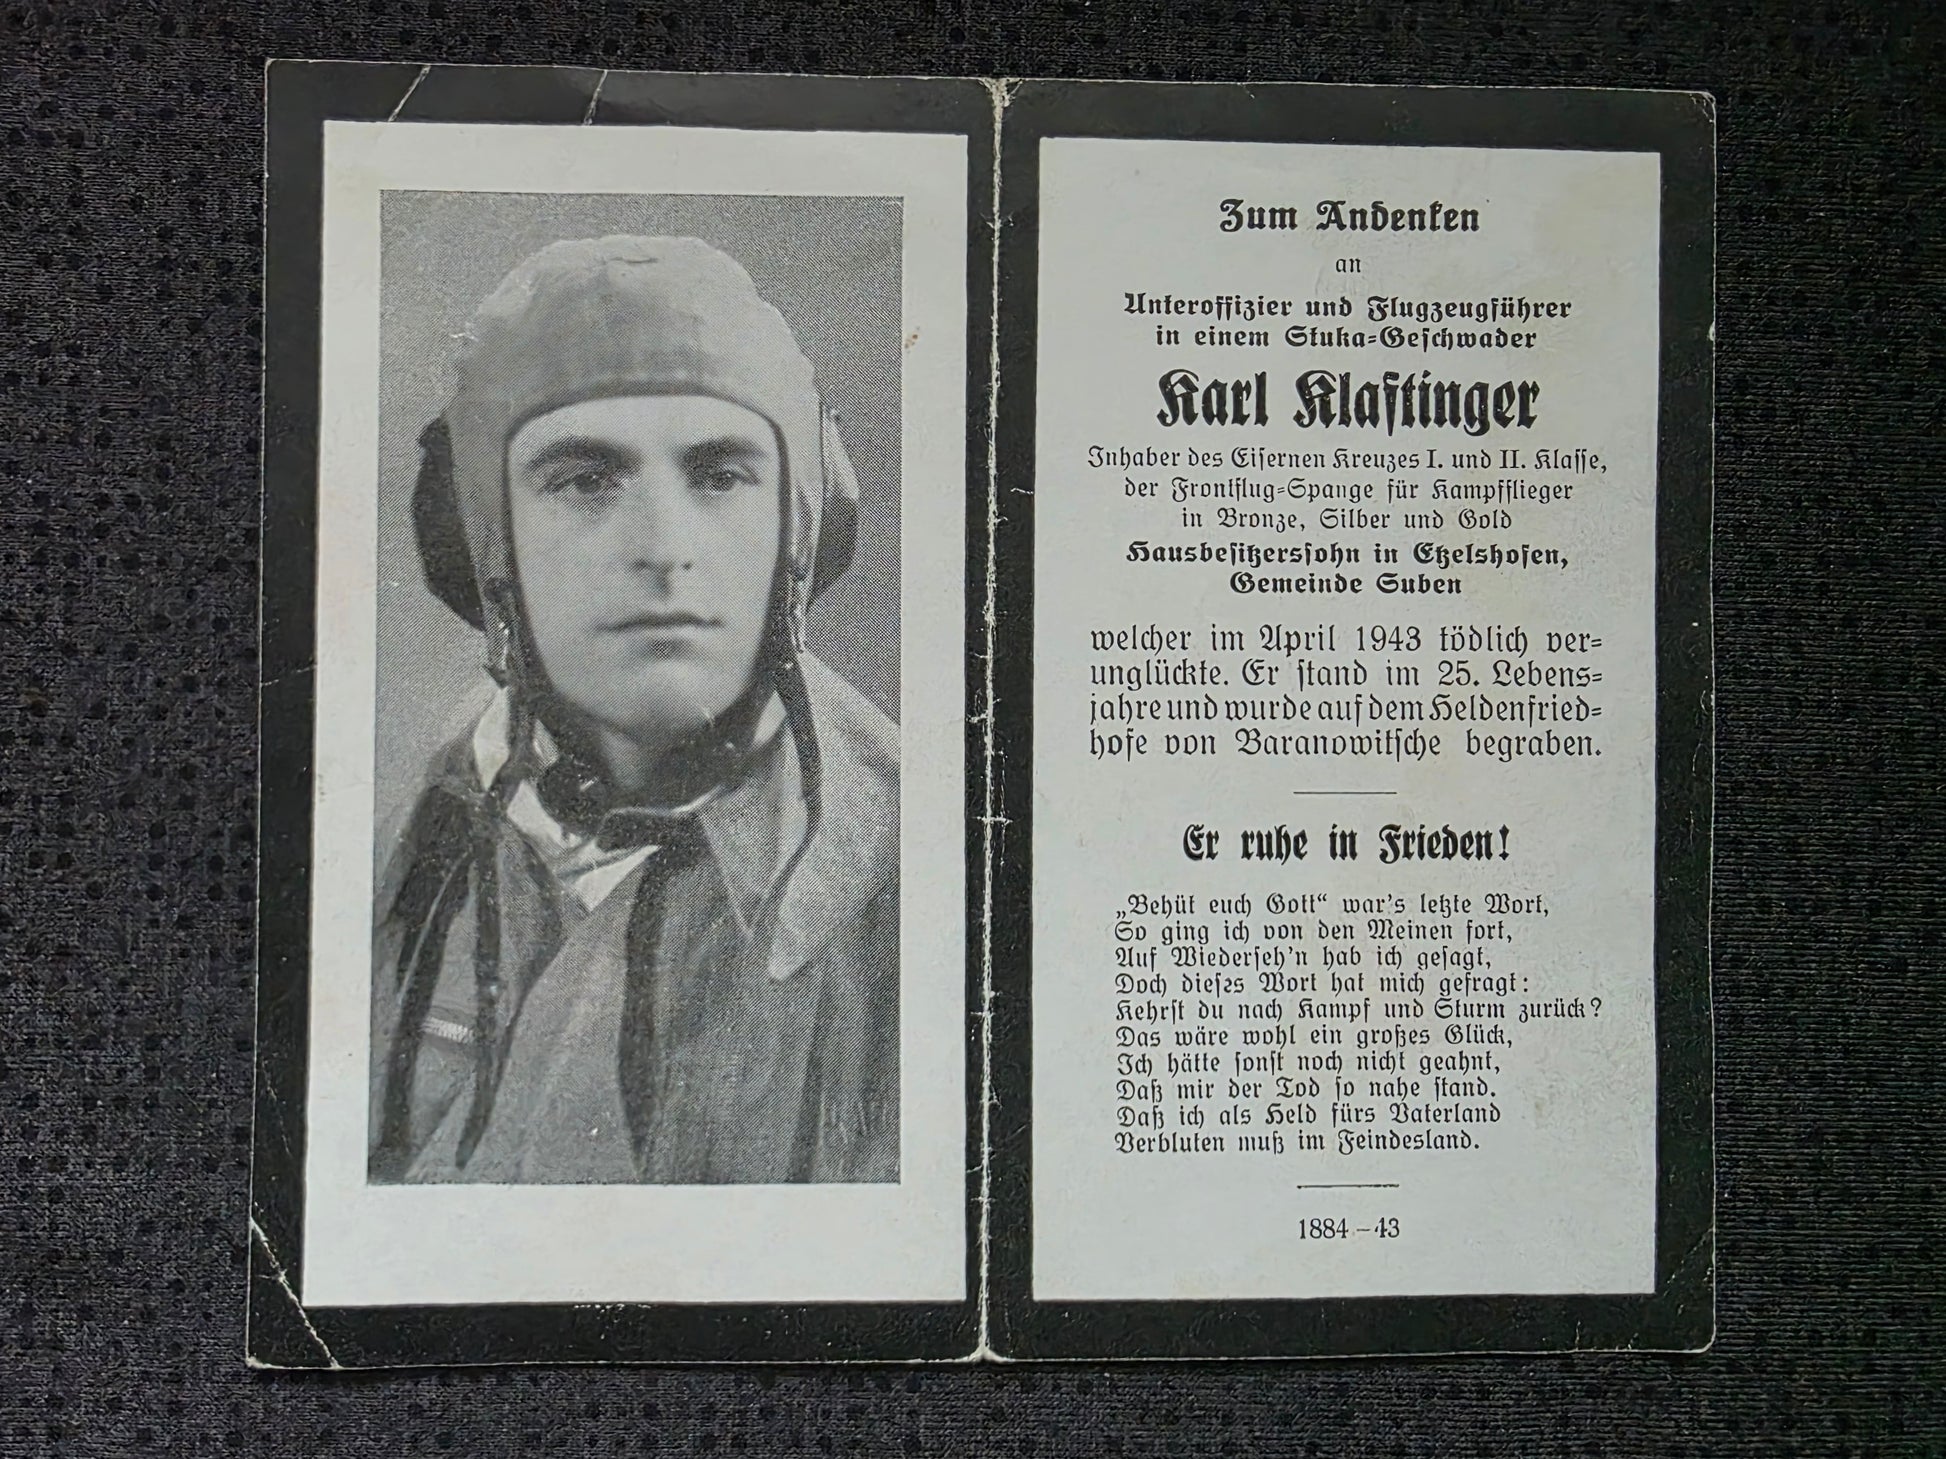 Zum Andenken
an
Unteroffizier und Flugzeugführer
in einem Stuka-Geschwader
Karl Klaftinger
Inhaber des Eisernen Kreuzes I. und II. Klasse,
der Frontflug-Spange für Kampfflieger
in Bronze, Silber und Gold
Hausbesitzerssohn in Etzelshofen,
Gemeinde Suben
welcher im April 1943 tödlich ver-
unglückte. Er stand im 25. Lebens-
jahre und wurde auf dem Heldenfried-
hofe von Baranowitsche begraben.
Er ruhe in Frieden!
„Behüt euch Gott“ war's letzte Wort,
So ging ich von den Meinen fort,
Auf Wiederseh'n hab ich gesagt,
Doch dieses Wort hat mich gefragt:
Kehrst du nach Kampf und Sturm zurück?
Das wäre wohl ein großes Glück,
Ich hätte sonst noch nicht geahnt,
Daß mir der Tod so nahe stand.
Daß ich als Held fürs Vaterland
Verbluten muß im Feindesland.
1884–43